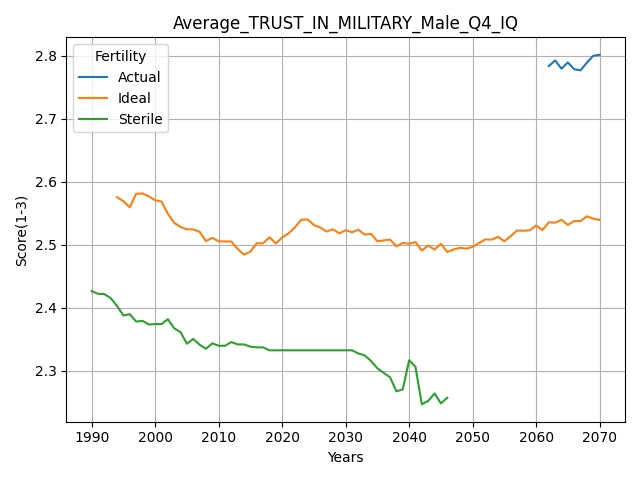 Average_TRUST_IN_MILITARY_Male_Q4_IQ
Fertility
Actual
Ideal
Sterile
Score(1-3)
2.8
2.7
2.6
2.5
2.4
2.3
1990 2000 2010 2020 2030 2040 2050 2060 2070
Years